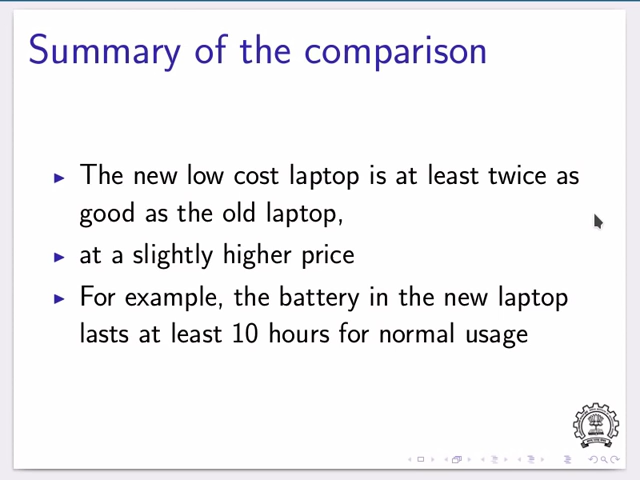 Summary of the comparison
The new low cost laptop is at least twice as
good as the old laptop,
at a slightly higher price
For example, the battery in the new laptop
lasts at least 10 hours for normal usage